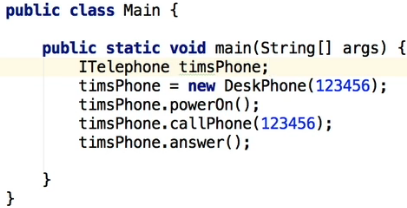 public class Main {
public static void main(String[] args) {
ITelephone timsPhone;
timsPhone = new DeskPhone(123456);
timsPhone.powerOn();
timsPhone.callPhone(123456);
timsPhone.answer();
}
}